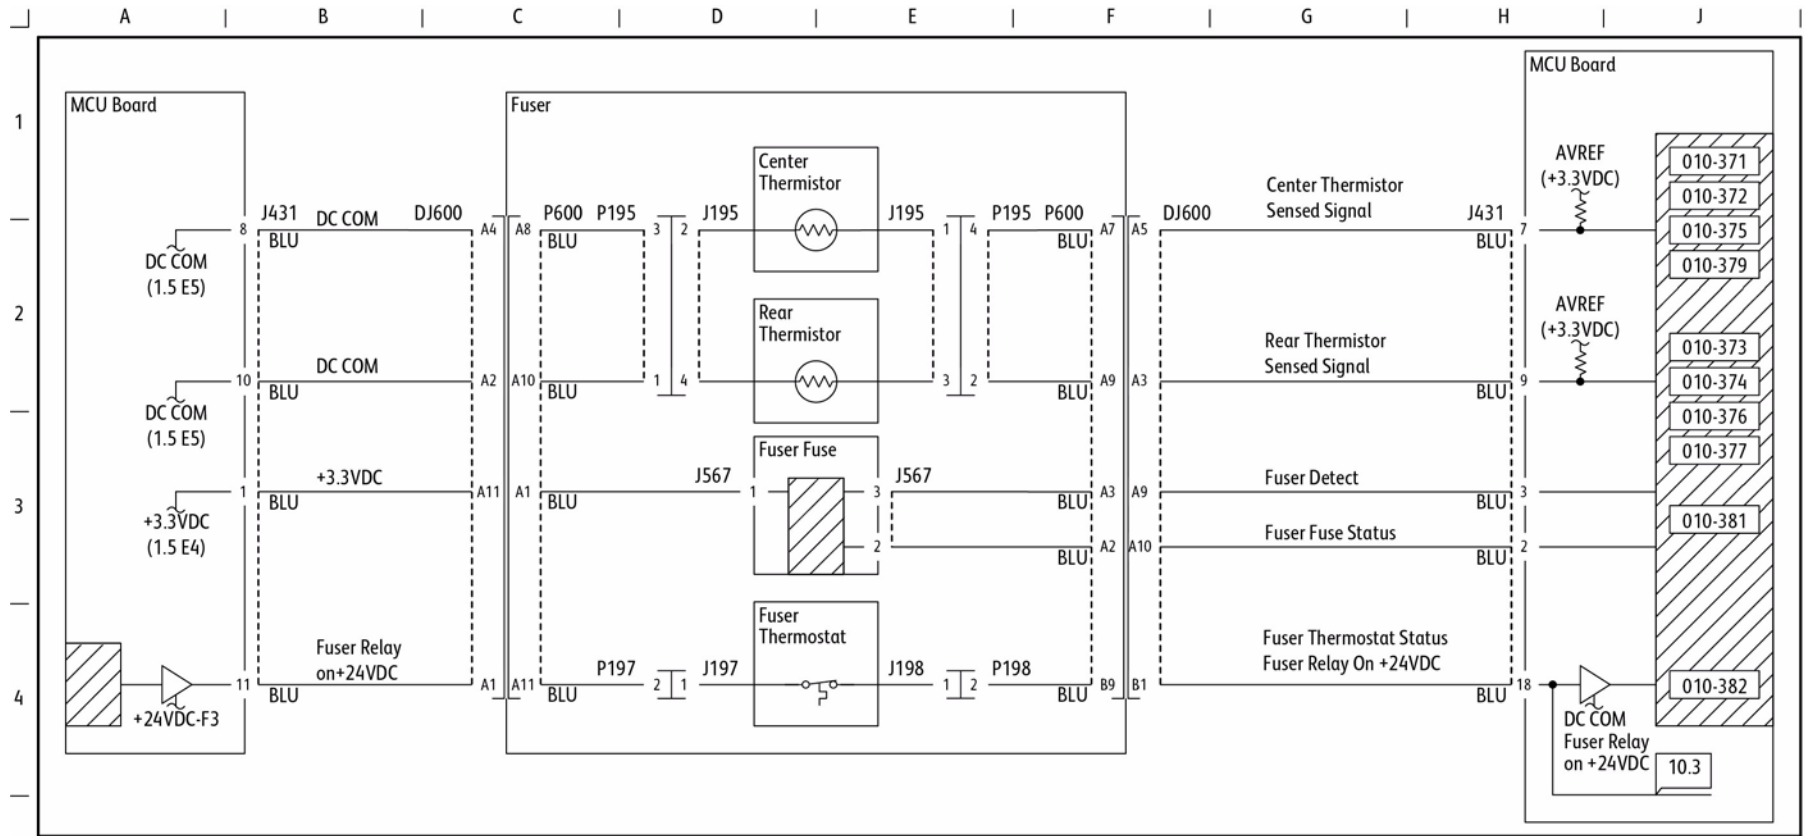 A B C D E F G H J
MCU Board
1
MCU Board Fuser
Center
Thermistor
AVREF
(+3.3VDC)
010-371
010-372
Center Thermistor
Sensed Signal
J431 DC COM DJ600 P600 P195 J195 J195 P195 P600 DJ600 J431
8 BLU A4 A8 BLU 3 2 1 4 BLU A7 A5 BLU 7
010-375
DC COM
(1.5 E5)
010-379
2
Rear
Thermistor
AVREF
(+3.3VDC)
Rear Thermistor
Sensed Signal
010-373
DC COM
10 BLU A2 A10 BLU 1 4 3 2 BLU A9 A3 BLU 9
010-374
DC COM
(1.5 E5)
010-376
010-377
Fuser Fuse
+3.3VDC J567 J567 Fuser Detect
1 BLU A11 A1 BLU 1 3 BLU A3 A9 BLU 3
3
+3.3VDC
(1.5 E4)
010-381
Fuser Fuse Status
2 BLU A2 A10 BLU 2
Fuser
Thermostat
Fuser Relay
on+24VDC
Fuser Thermostat Status
Fuser Relay On +24VDC
P197 J197 J198 P198
11 BLU A1 A11 BLU 2 1 1 2 BLU B9 B1 BLU 18
010-382
4
+24VDC-F3
DC COM
Fuser Relay
on +24VDC
10.3